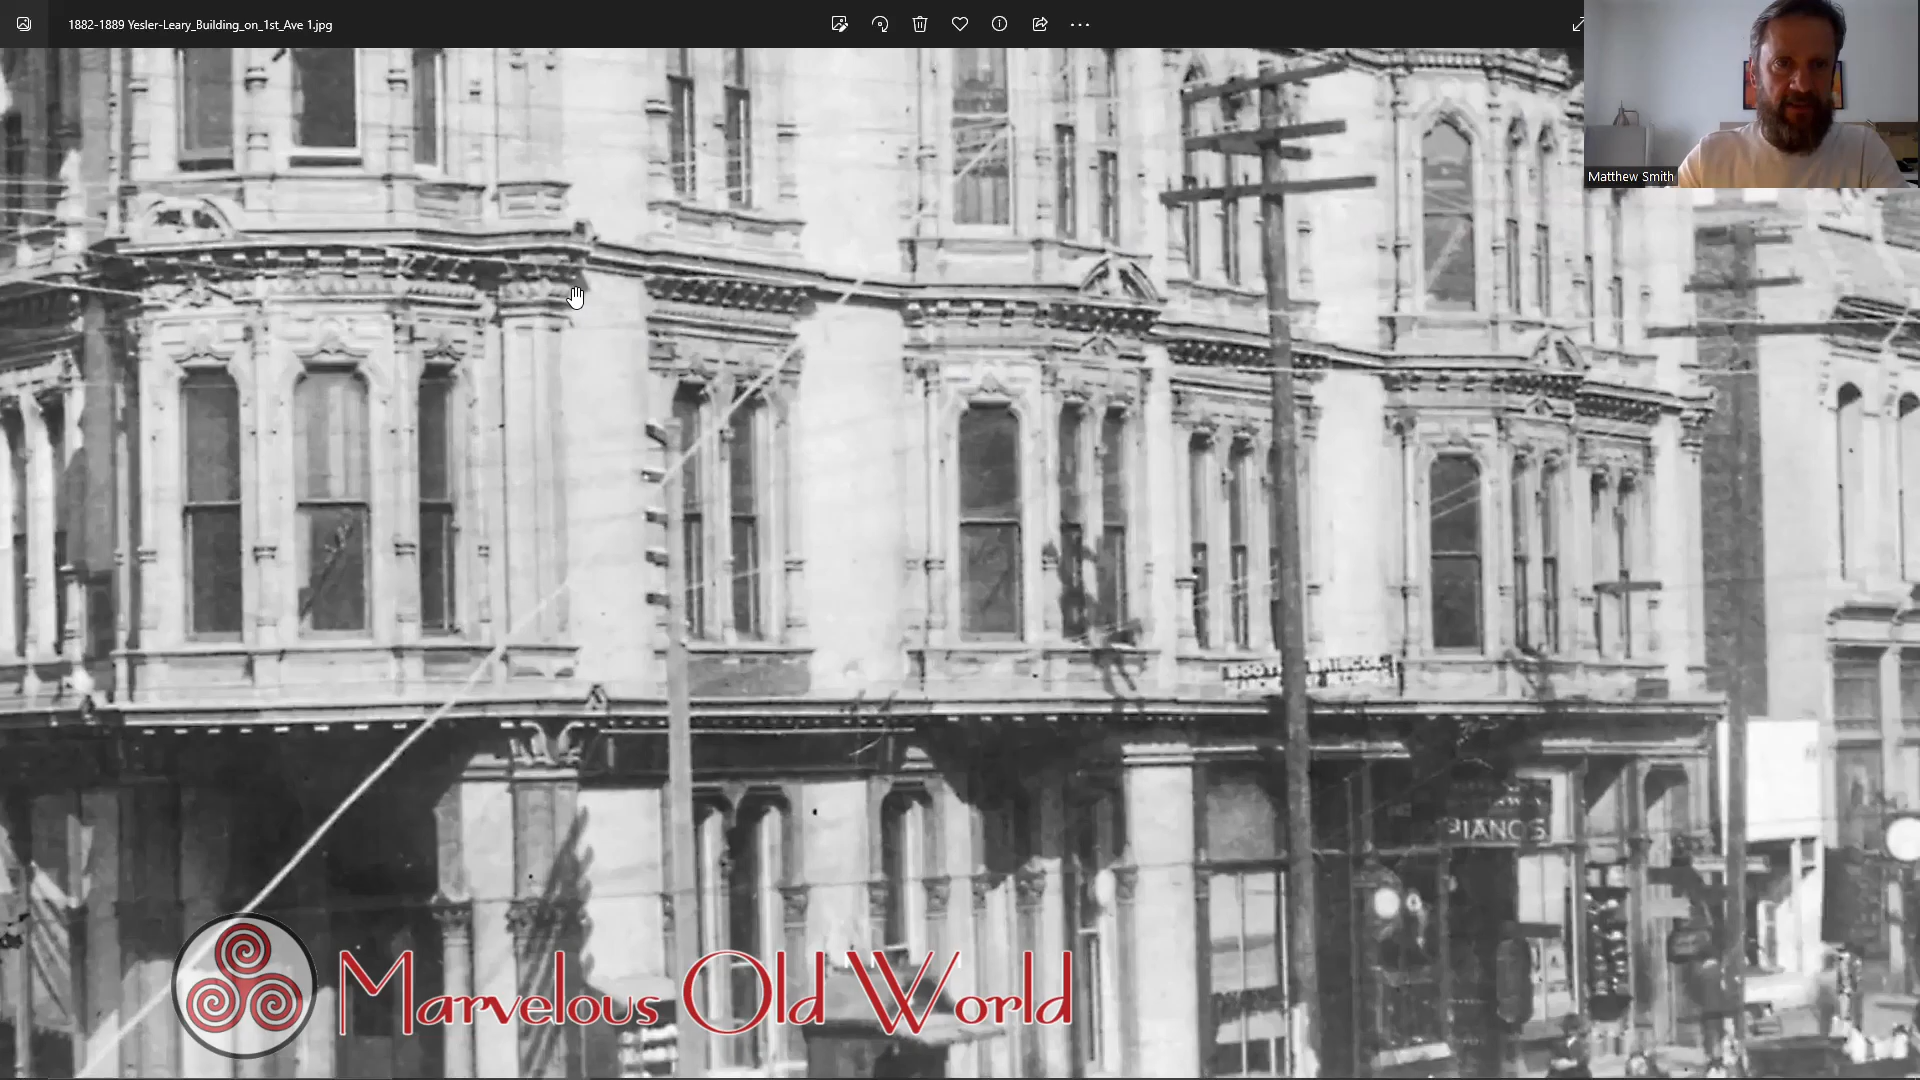 1882-1889 Yesler-Leary_Building_on_1st_Ave 1.jpg
Matthew Smith
PIANOS
Marvelous Old World